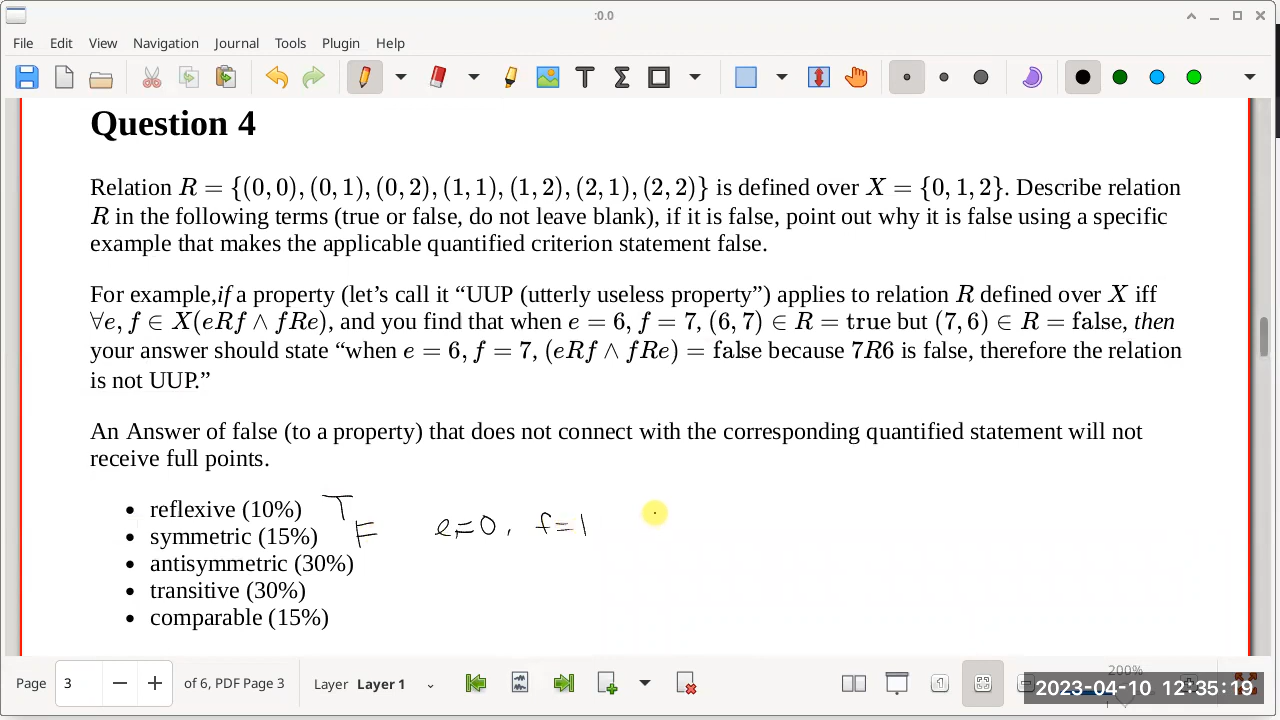 :0.0
File Edit View Navigation Journal Tools Plugin Help
Question 4
Relation R = {(0, 0), (0, 1), (0, 2), (1, 1), (1, 2), (2, 1), (2, 2)} is defined over X = {0, 1, 2}. Describe relation
R in the following terms (true or false, do not leave blank), if it is false, point out why it is false using a specific
example that makes the applicable quantified criterion statement false.
For example,if a property (let’s call it “UUP (utterly useless property”) applies to relation R defined over X iff
∀e, f ∈ X(eRf ∧ fRe), and you find that when e = 6, f = 7, (6, 7) ∈ R = true but (7, 6) ∈ R = false, then
your answer should state “when e = 6, f = 7, (eRf ∧ fRe) = false because 7R6 is false, therefore the relation
is not UUP.”
An Answer of false (to a property) that does not connect with the corresponding quantified statement will not
receive full points.
• reflexive (10%) T
• symmetric (15%) F e=0, f=1
• antisymmetric (30%)
• transitive (30%)
• comparable (15%)
Page 3 of 6, PDF Page 3 Layer Layer 1 200%
2023-04-10 12:35:19